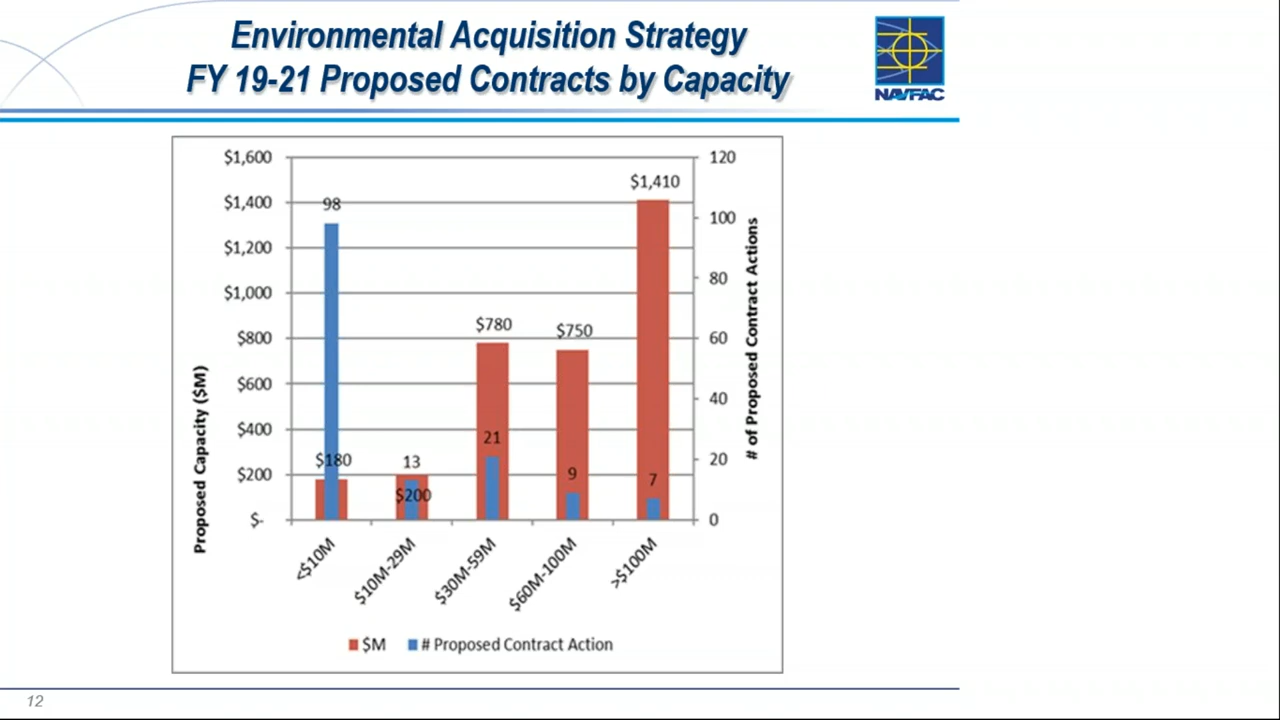 Environmental Acquisition Strategy
FY 19-21 Proposed Contracts by Capacity
NAVFAC
$1,600
$1,400
$1,200
$1,000
$800
$600
$400
$200
$-
Proposed Capacity ($M)
120
100
80
60
40
20
0
# of Proposed Contract Actions
98
$180
13
$200
$780
21
$750
9
$1,410
7
<$10M
$10M-29M
$30M-59M
$60M-100M
>$100M
$M
# Proposed Contract Action
12